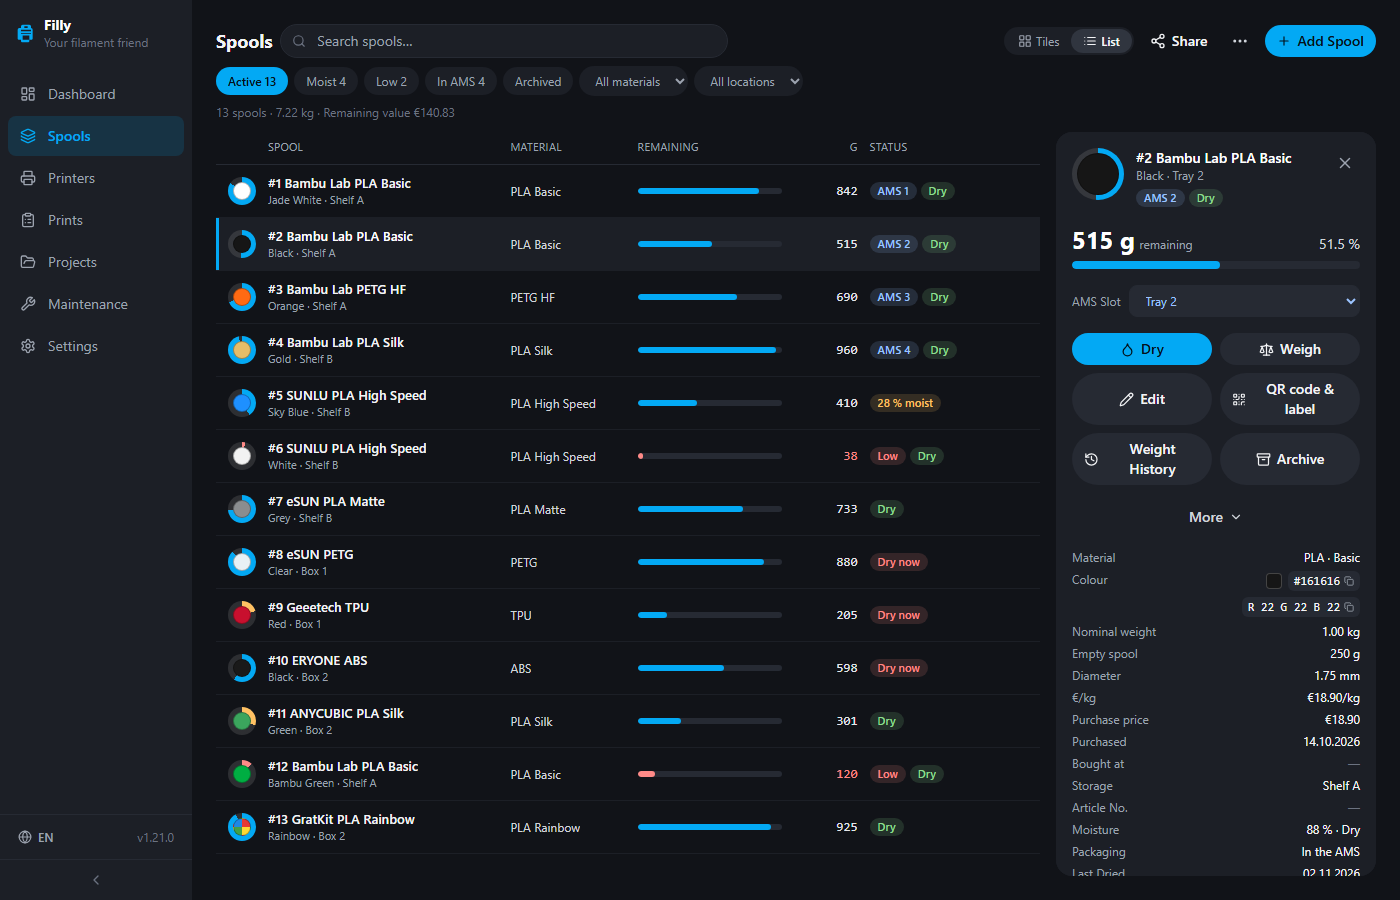 Filly
Your filament friend
Dashboard
Spools
Printers
Prints
Projects
Maintenance
Settings
EN
v1.21.0
Spools
Search spools...
Tiles
List
Share
Add Spool
Active 13
Moist 4
Low 2
In AMS 4
Archived
All materials
All locations
13 spools · 7.22 kg · Remaining value €140.83
SPOOL MATERIAL REMAINING G STATUS
#1 Bambu Lab PLA Basic
Jade White · Shelf A
PLA Basic 842 AMS 1 Dry
#2 Bambu Lab PLA Basic
Black · Shelf A
PLA Basic 515 AMS 2 Dry
#3 Bambu Lab PETG HF
Orange · Shelf A
PETG HF 690 AMS 3 Dry
#4 Bambu Lab PLA Silk
Gold · Shelf B
PLA Silk 960 AMS 4 Dry
#5 SUNLU PLA High Speed
Sky Blue · Shelf B
PLA High Speed 410 28 % moist
#6 SUNLU PLA High Speed
White · Shelf B
PLA High Speed 38 Low Dry
#7 eSUN PLA Matte
Grey · Shelf B
PLA Matte 733 Dry
#8 eSUN PETG
Clear · Box 1
PETG 880 Dry now
#9 Geeetech TPU
Red · Box 1
TPU 205 Dry now
#10 ERYONE ABS
Black · Box 2
ABS 598 Dry now
#11 ANYCUBIC PLA Silk
Green · Box 2
PLA Silk 301 Dry
#12 Bambu Lab PLA Basic
Bambu Green · Shelf A
PLA Basic 120 Low Dry
#13 GratKit PLA Rainbow
Rainbow · Box 2
PLA Rainbow 925 Dry
#2 Bambu Lab PLA Basic
Black · Tray 2
AMS 2 Dry
515 g remaining 51.5 %
AMS Slot Tray 2
Dry
Weigh
Edit
QR code &
label
Weight
History
Archive
More
Material PLA · Basic
Colour #161616
R 22 G 22 B 22
Nominal weight 1.00 kg
Empty spool 250 g
Diameter 1.75 mm
€/kg €18.90/kg
Purchase price €18.90
Purchased 14.10.2026
Bought at —
Storage Shelf A
Article No. —
Moisture 88 % · Dry
Packaging In the AMS
Last Dried 02.11.2026